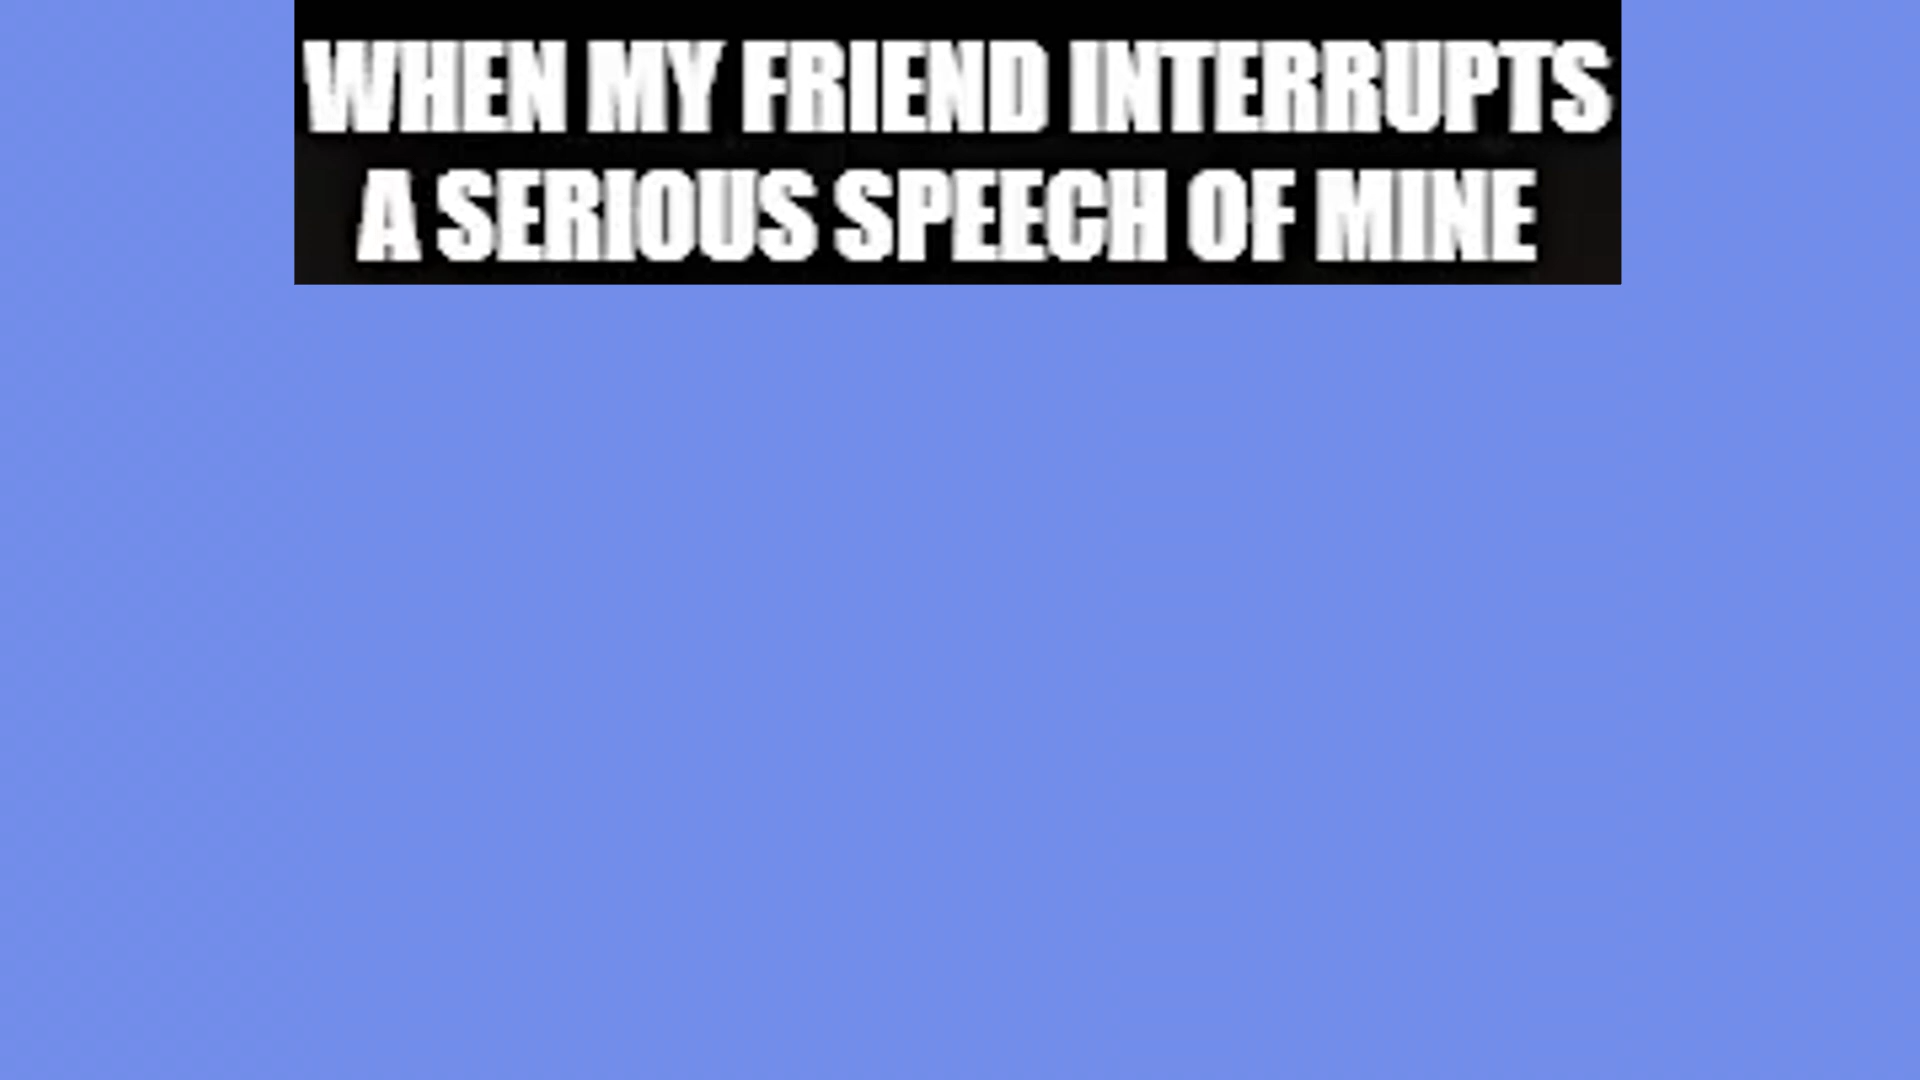 WHEN MY FRIEND INTERRUPTS
A SERIOUS SPEECH OF MINE